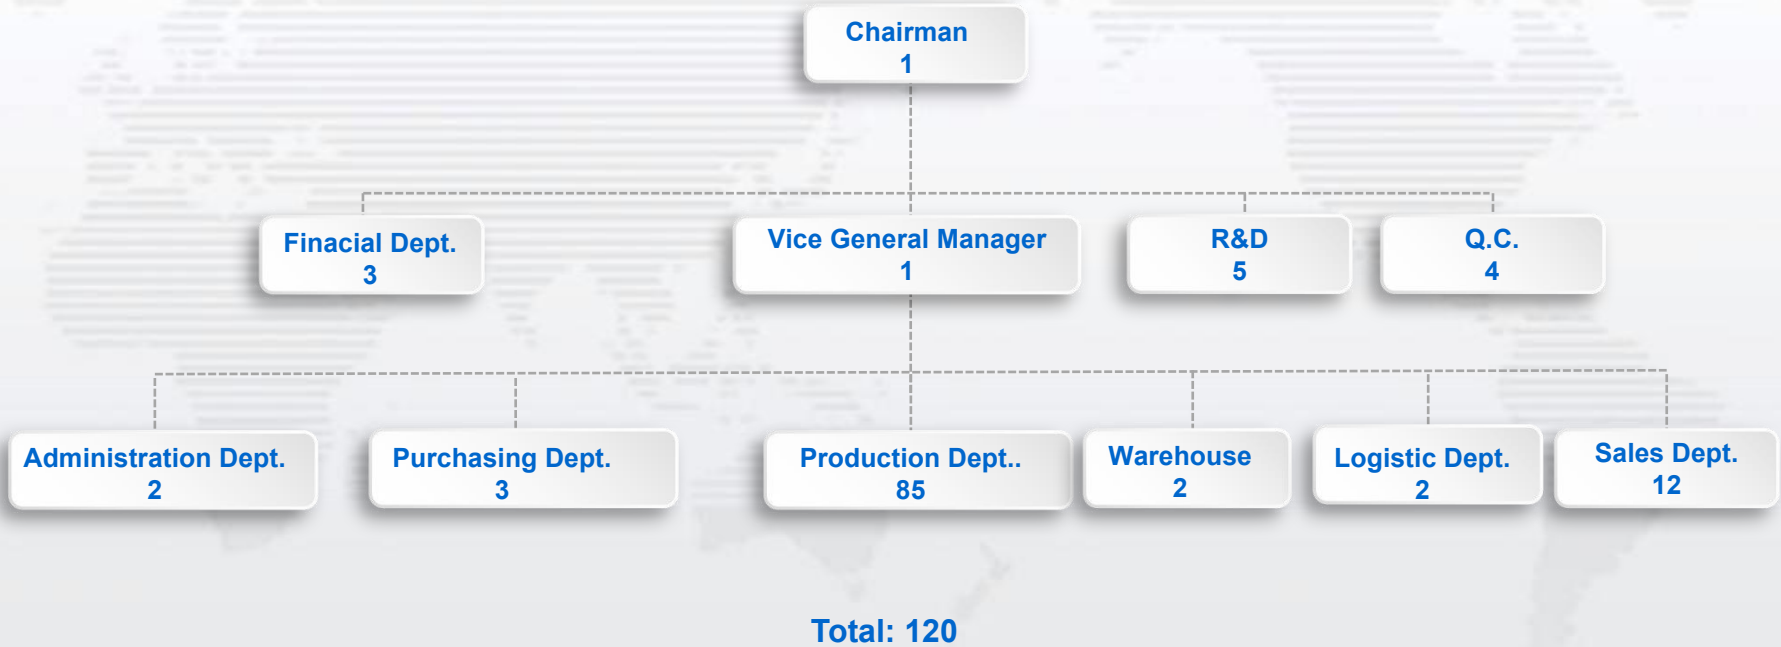 Chairman
1
Finacial Dept.
3
Vice General Manager
1
R&D
5
Q.C.
4
Administration Dept.
2
Purchasing Dept.
3
Production Dept..
85
Warehouse
2
Logistic Dept.
2
Sales Dept.
12
Total: 120